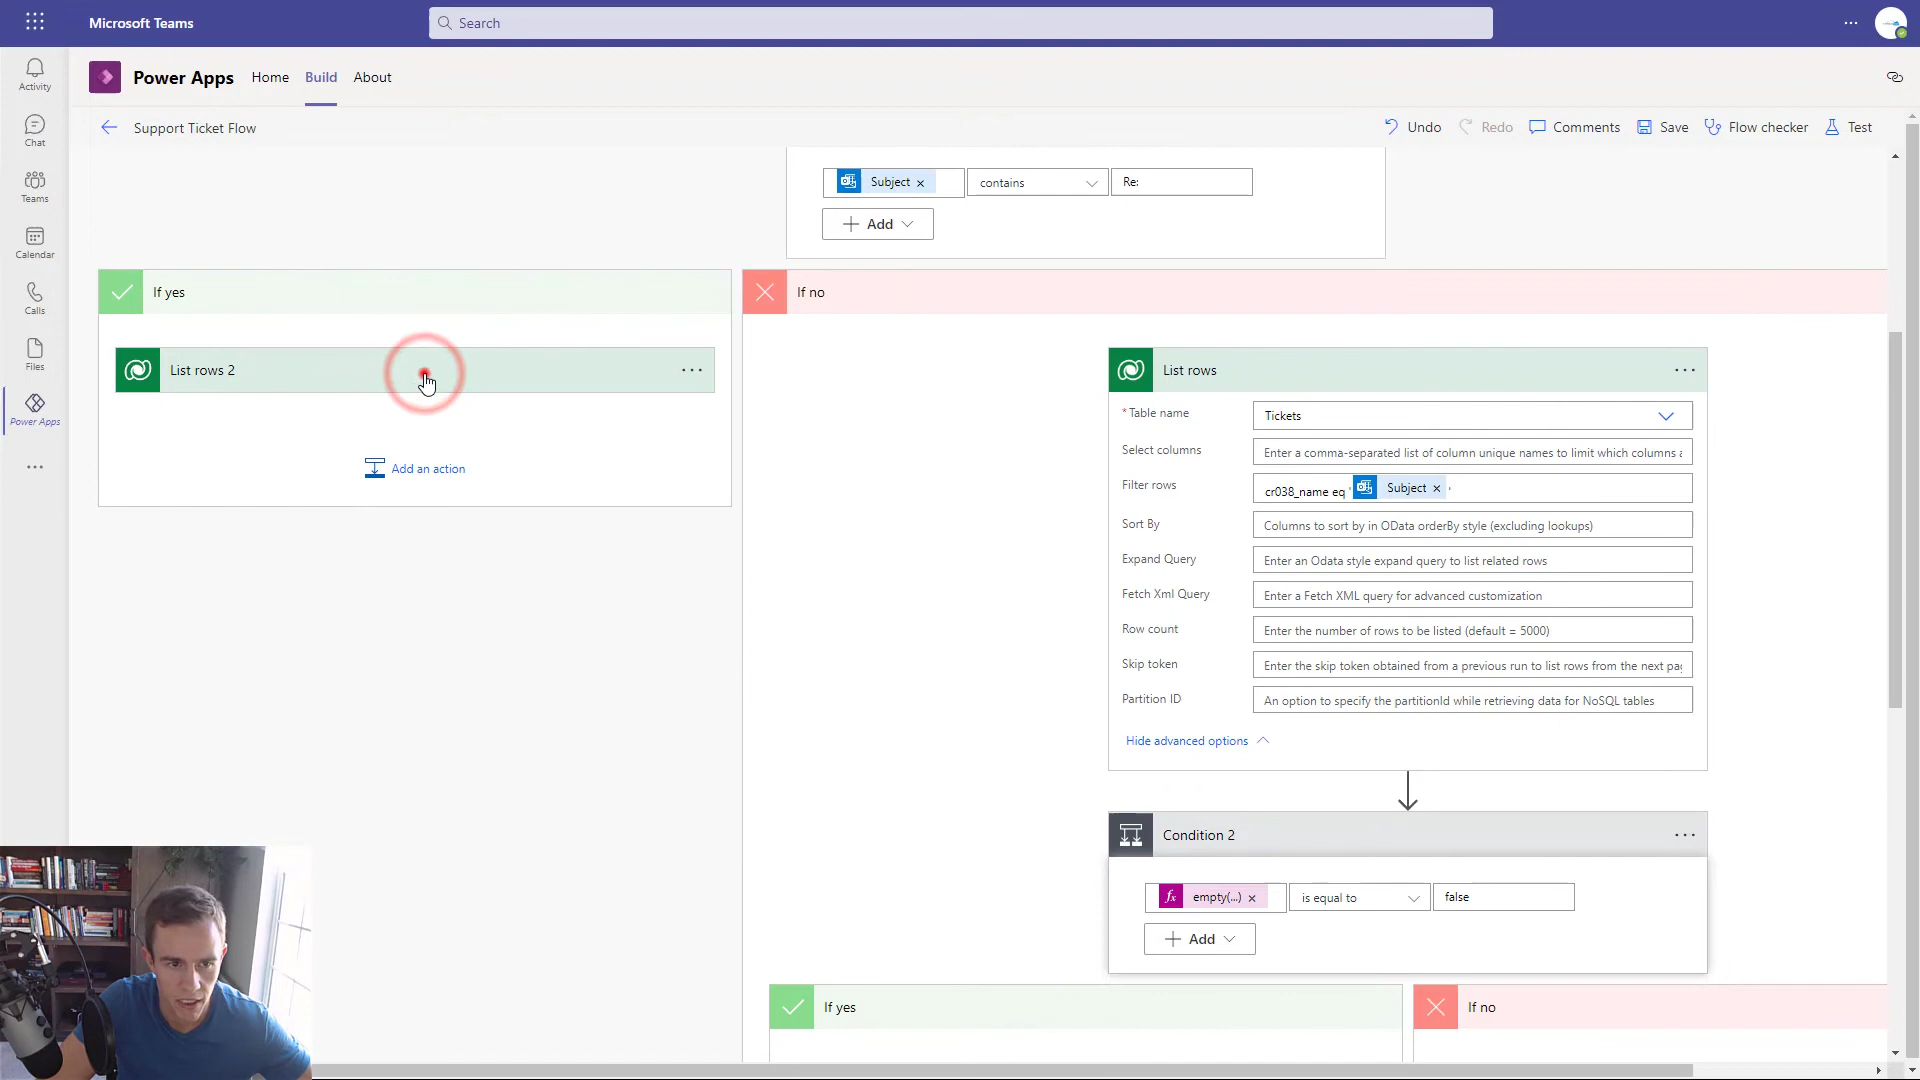 Microsoft Teams
Search
Power Apps
Home
Build
About
Activity
Chat
Teams
Calendar
Calls
Files
Power Apps
Support Ticket Flow
Undo
Redo
Comments
Save
Flow checker
Test
Subject
contains
Re:
Add
If yes
If no
List rows 2
Add an action
List rows
* Table name
Tickets
Select columns
Enter a comma-separated list of column unique names to limit which columns a
Filter rows
cr038_name eq ' Subject '
Sort By
Columns to sort by in OData orderBy style (excluding lookups)
Expand Query
Enter an Odata style expand query to list related rows
Fetch Xml Query
Enter a Fetch XML query for advanced customization
Row count
Enter the number of rows to be listed (default = 5000)
Skip token
Enter the skip token obtained from a previous run to list rows from the next pag
Partition ID
An option to specify the partitionId while retrieving data for NoSQL tables
Hide advanced options
Condition 2
fx empty(...)
is equal to
false
Add
If yes
If no